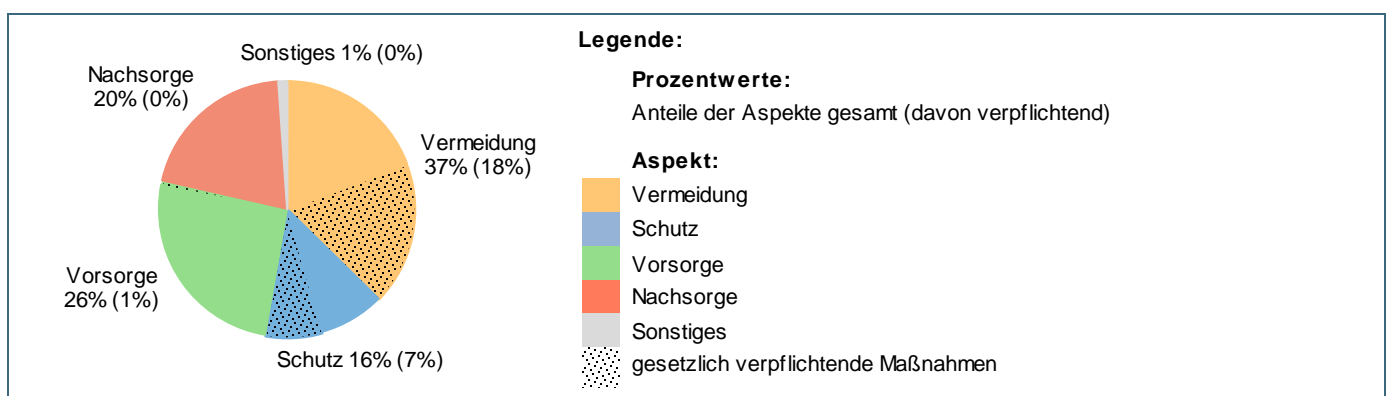 Sonstiges 1% (0%)
Nachsorge
20% (0%)
Vermeidung
37% (18%)
Vorsorge
26% (1%)
Schutz 16% (7%)
Legende:
Prozentwerte:
Anteile der Aspekte gesamt (davon verpflichtend)
Aspekt:
Vermeidung
Schutz
Vorsorge
Nachsorge
Sonstiges
gesetzlich verpflichtende Maßnahmen